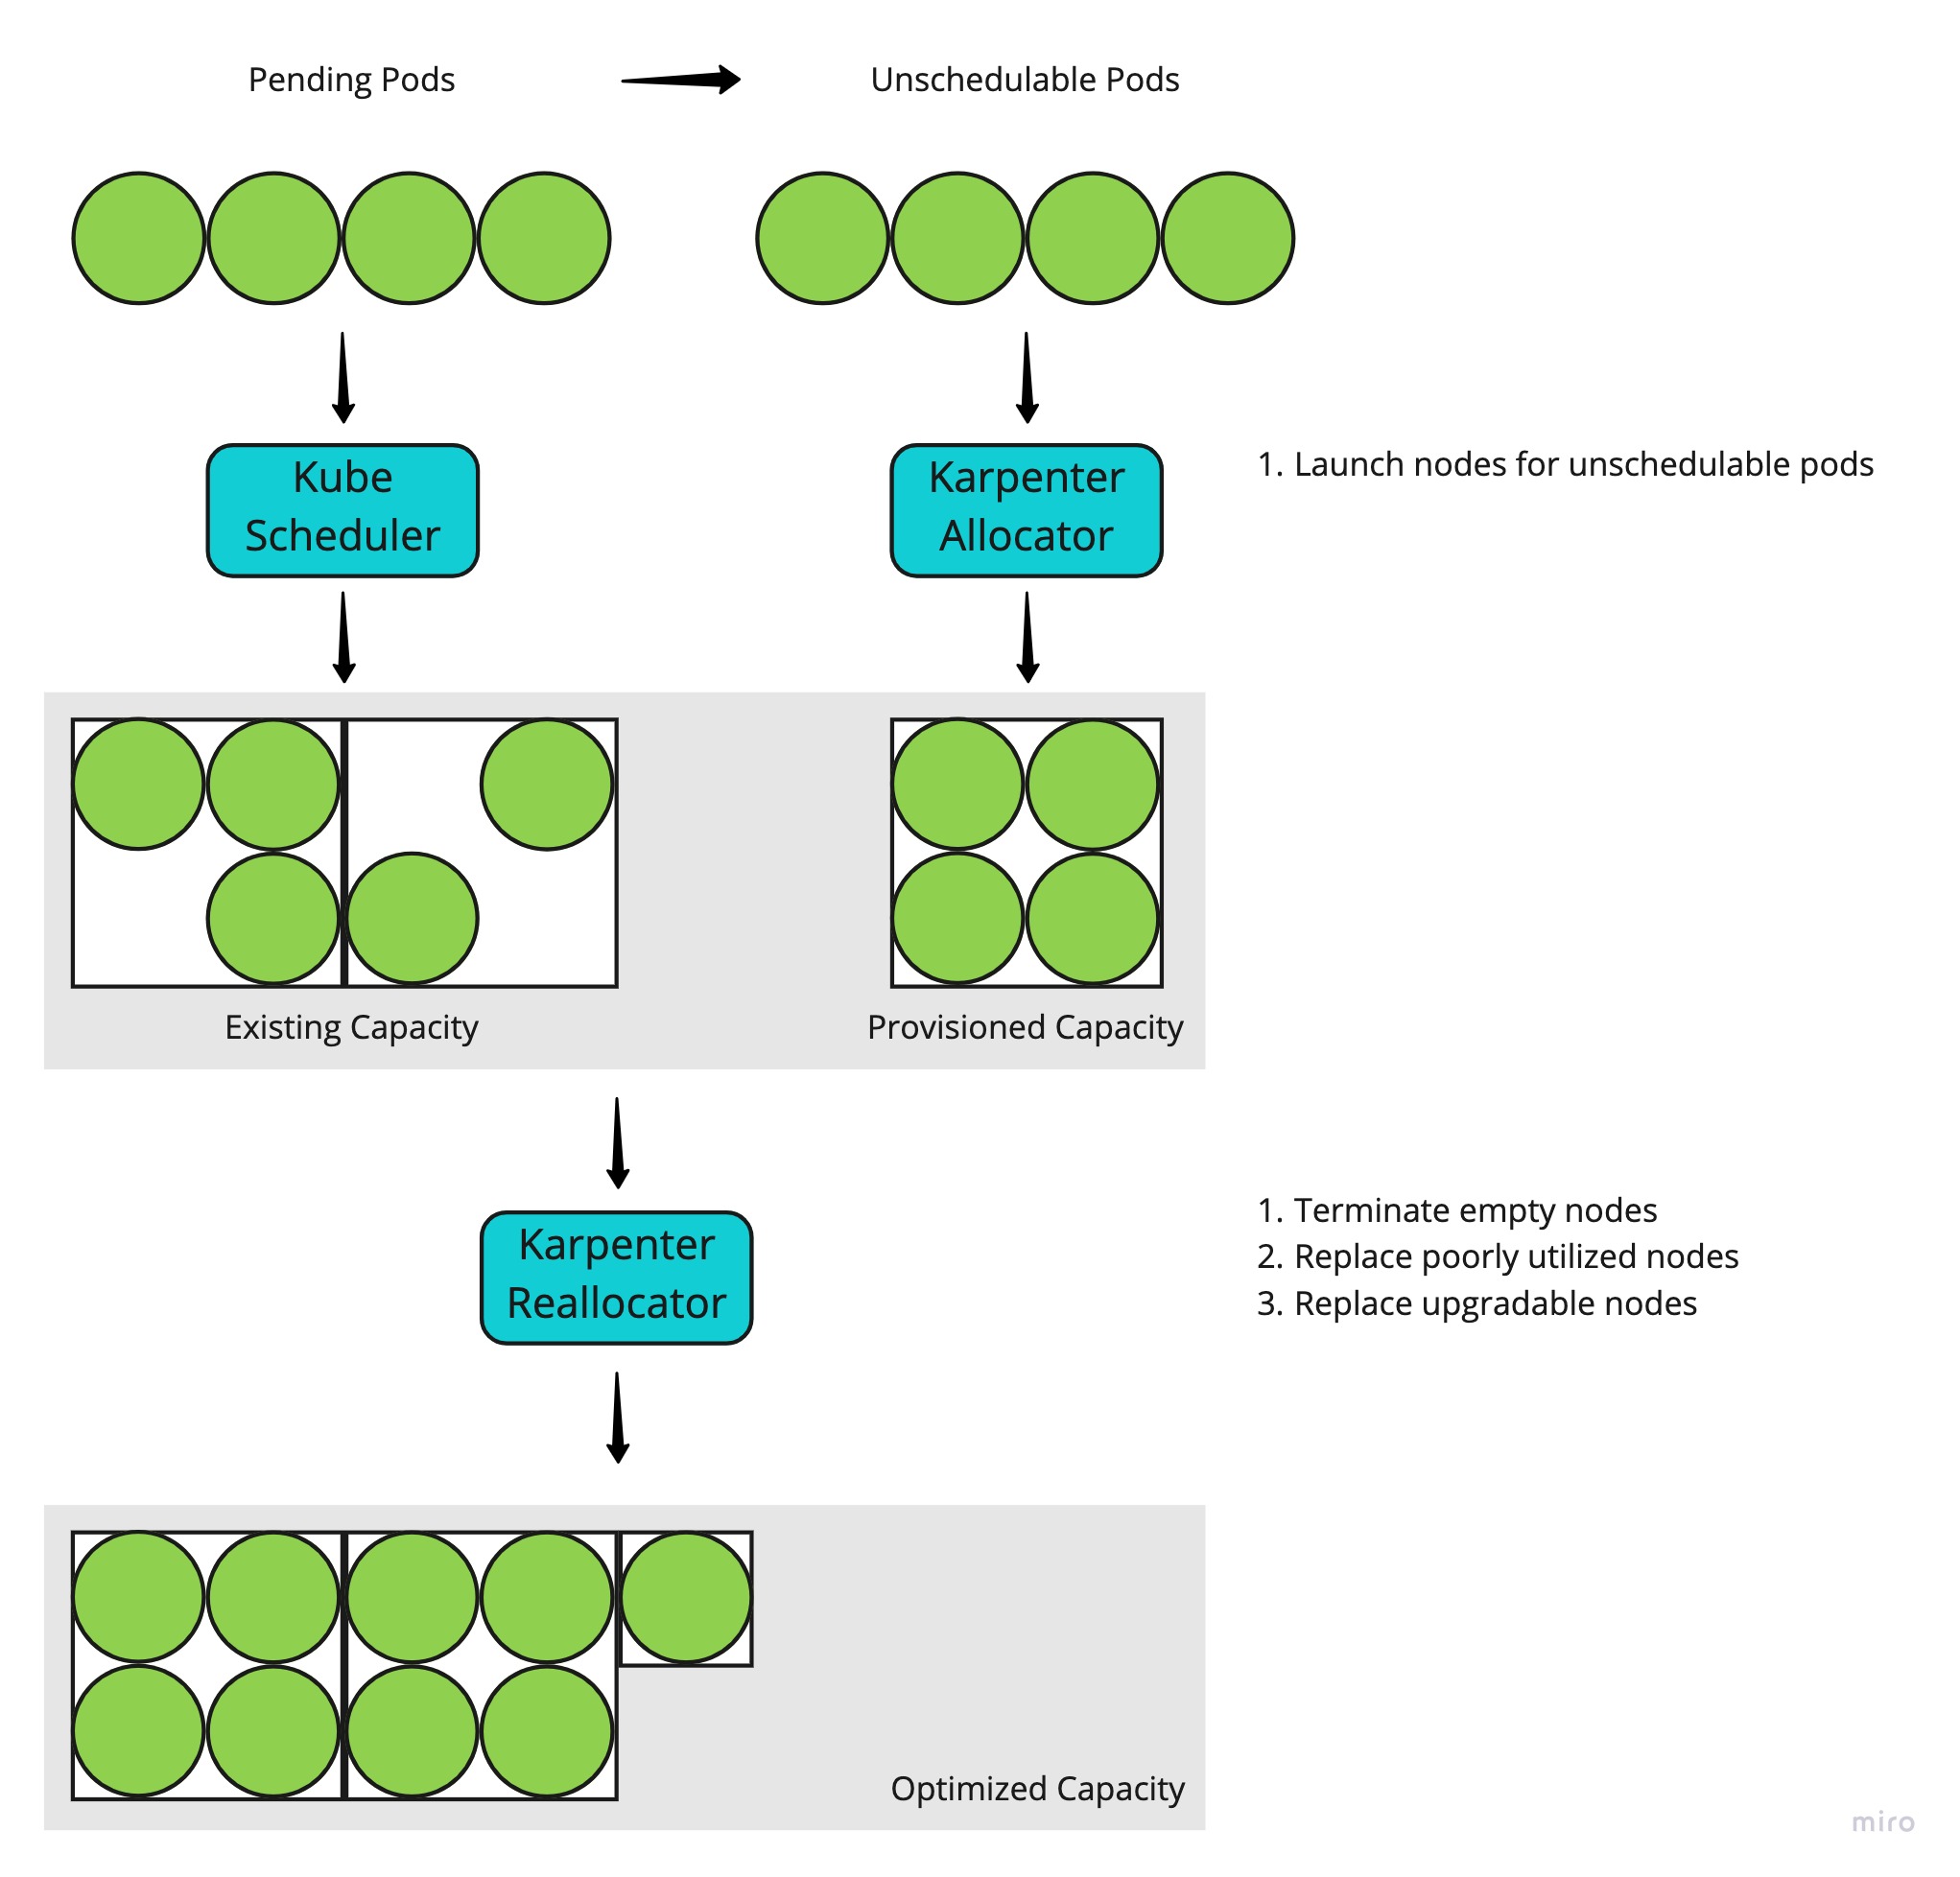 Pending Pods
Unschedulable Pods
Kube
Scheduler
Karpenter
Allocator
1. Launch nodes for unschedulable pods
Existing Capacity
Provisioned Capacity
Karpenter
Reallocator
1. Terminate empty nodes
2. Replace poorly utilized nodes
3. Replace upgradable nodes
Optimized Capacity
miro